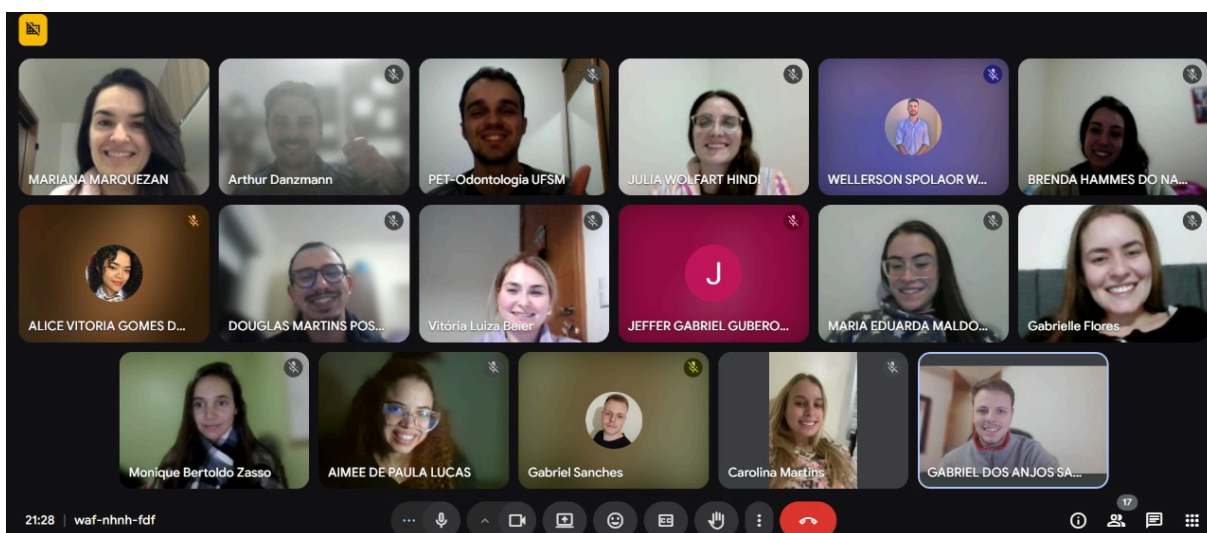 MARIANA MARQUEZAN
Arthur Danzmann
PET-Odontologia UFSM
JULIA WOLFART HINDI
WELLERSON SPOLAOR W...
BRENDA HAMMES DO NA...
J
ALICE VITORIA GOMES D...
DOUGLAS MARTINS POS...
Vitória Luiza Beier
JEFFER GABRIEL GUBERO...
MARIA EDUARDA MALDO...
Gabrielle Flores
Monique Bertoldo Zasso
AIMEE DE PAULA LUCAS
Gabriel Sanches
Carolina Martins
GABRIEL DOS ANJOS SA...
17
21:28 | waf-nhnh-fdf
CC